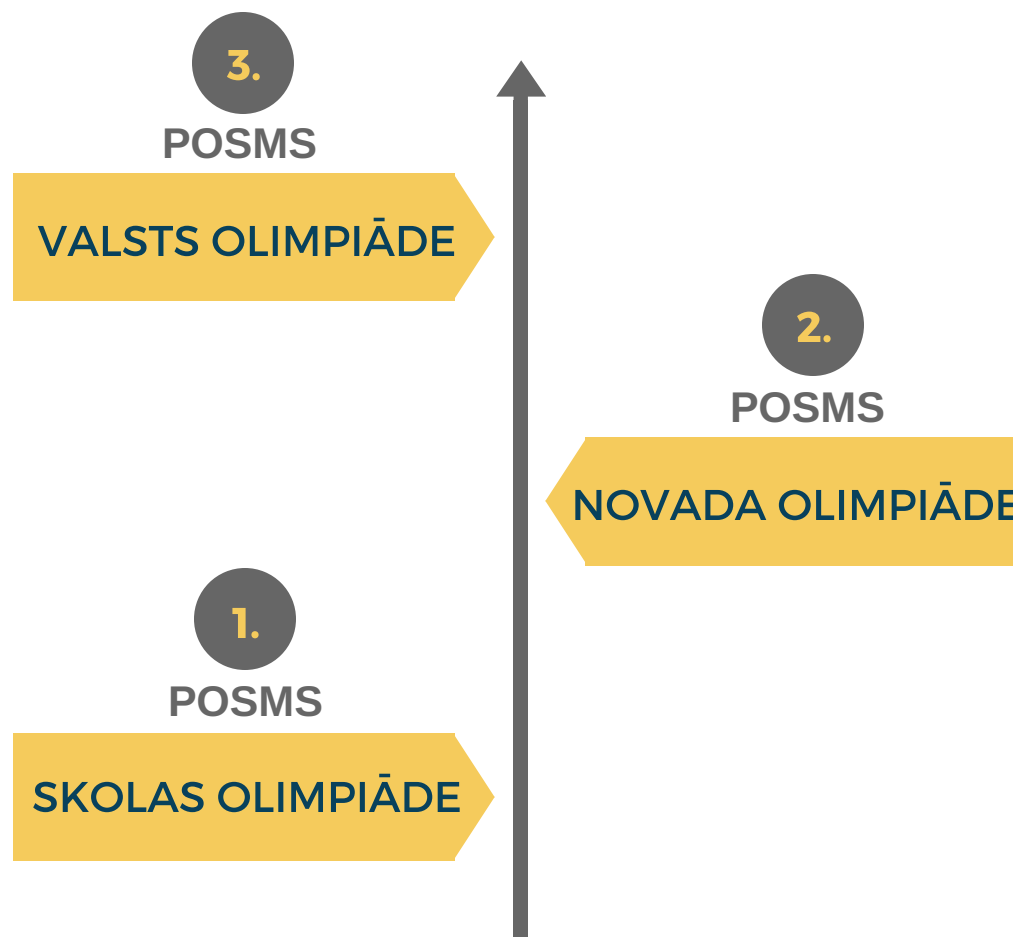 3.
POSMS
VALSTS OLIMPIĀDE
2.
POSMS
NOVADA OLIMPIĀDE
1.
POSMS
SKOLAS OLIMPIĀDE